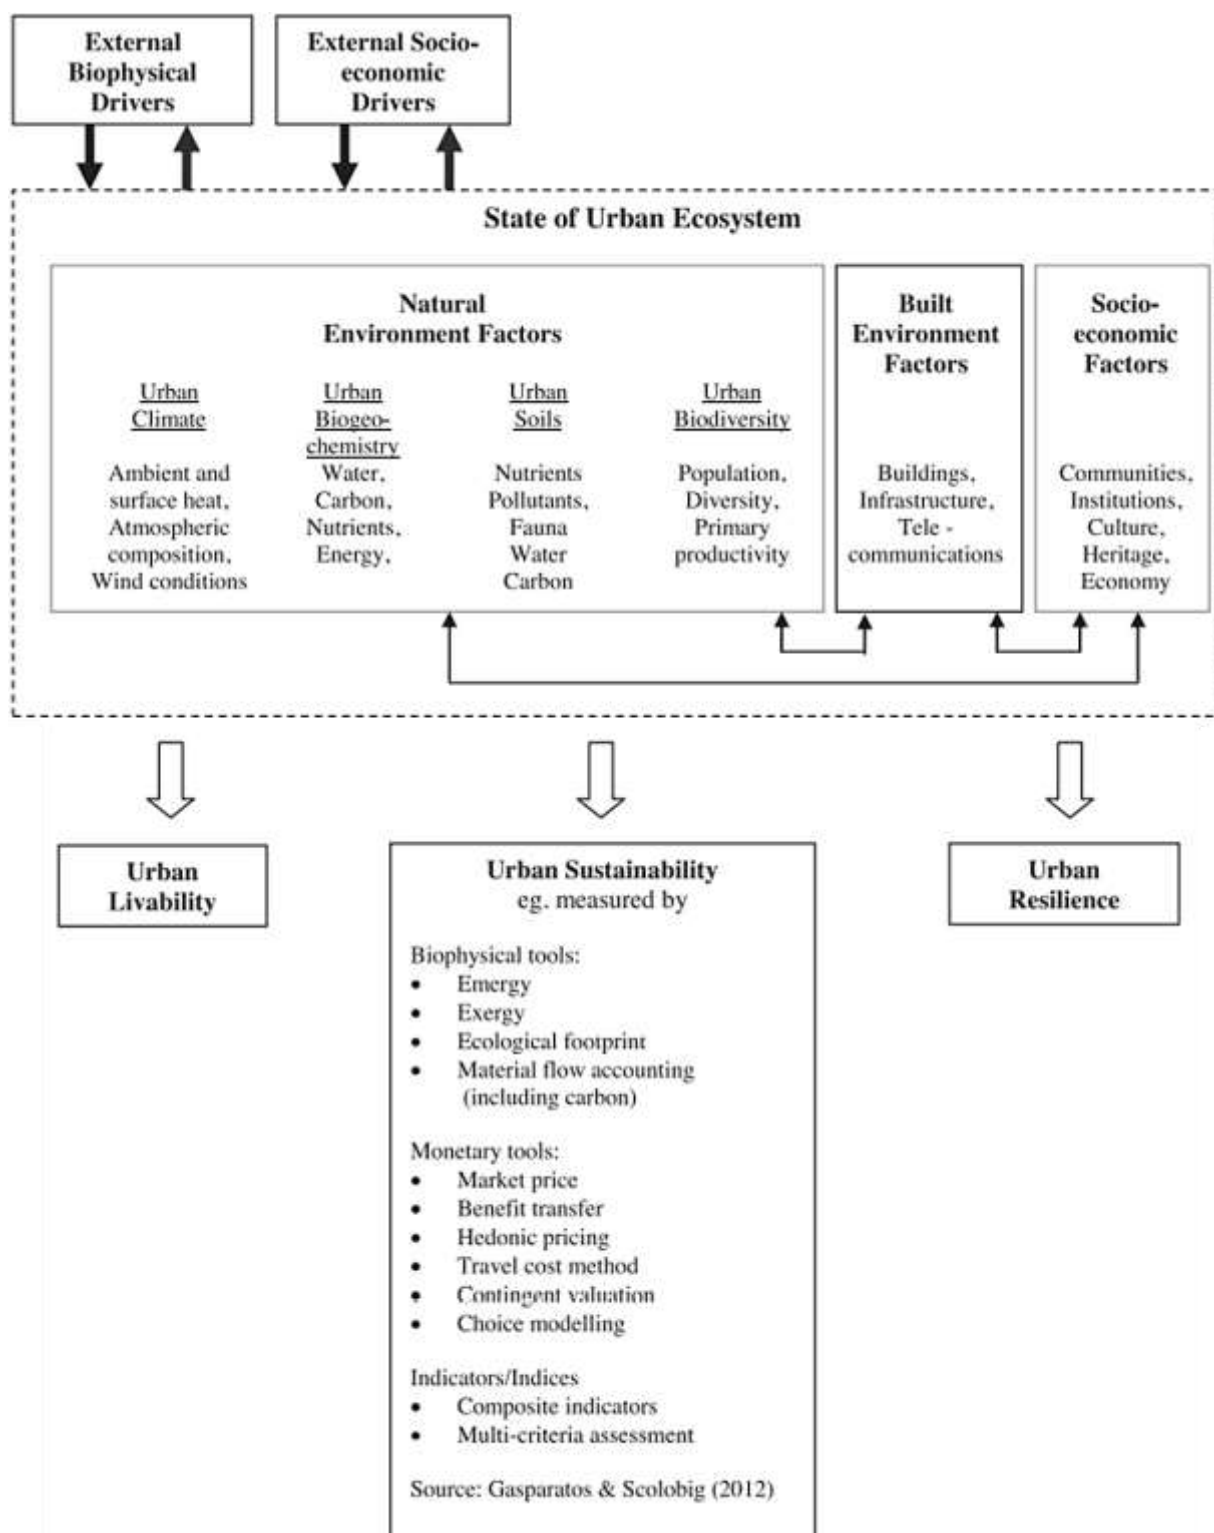 External
Biophysical
Drivers
External Socio-
economic
Drivers
State of Urban Ecosystem
Natural
Environment Factors
Urban
Climate
Ambient and
surface heat,
Atmospheric
composition,
Wind conditions
Urban
Biogeo-
chemistry
Water,
Carbon,
Nutrients,
Energy,
Urban
Soils
Nutrients
Pollutants,
Fauna
Water
Carbon
Urban
Biodiversity
Population,
Diversity,
Primary
productivity
Built
Environment
Factors
Buildings,
Infrastructure,
Tele -
communications
Socio-
economic
Factors
Communities,
Institutions,
Culture,
Heritage,
Economy
Urban
Livability
Urban Sustainability
eg. measured by
Biophysical tools:
• Emergy
• Exergy
• Ecological footprint
• Material flow accounting
(including carbon)
Monetary tools:
• Market price
• Benefit transfer
• Hedonic pricing
• Travel cost method
• Contingent valuation
• Choice modelling
Indicators/Indices
• Composite indicators
• Multi-criteria assessment
Source: Gasparatos & Scolobig (2012)
Urban
Resilience